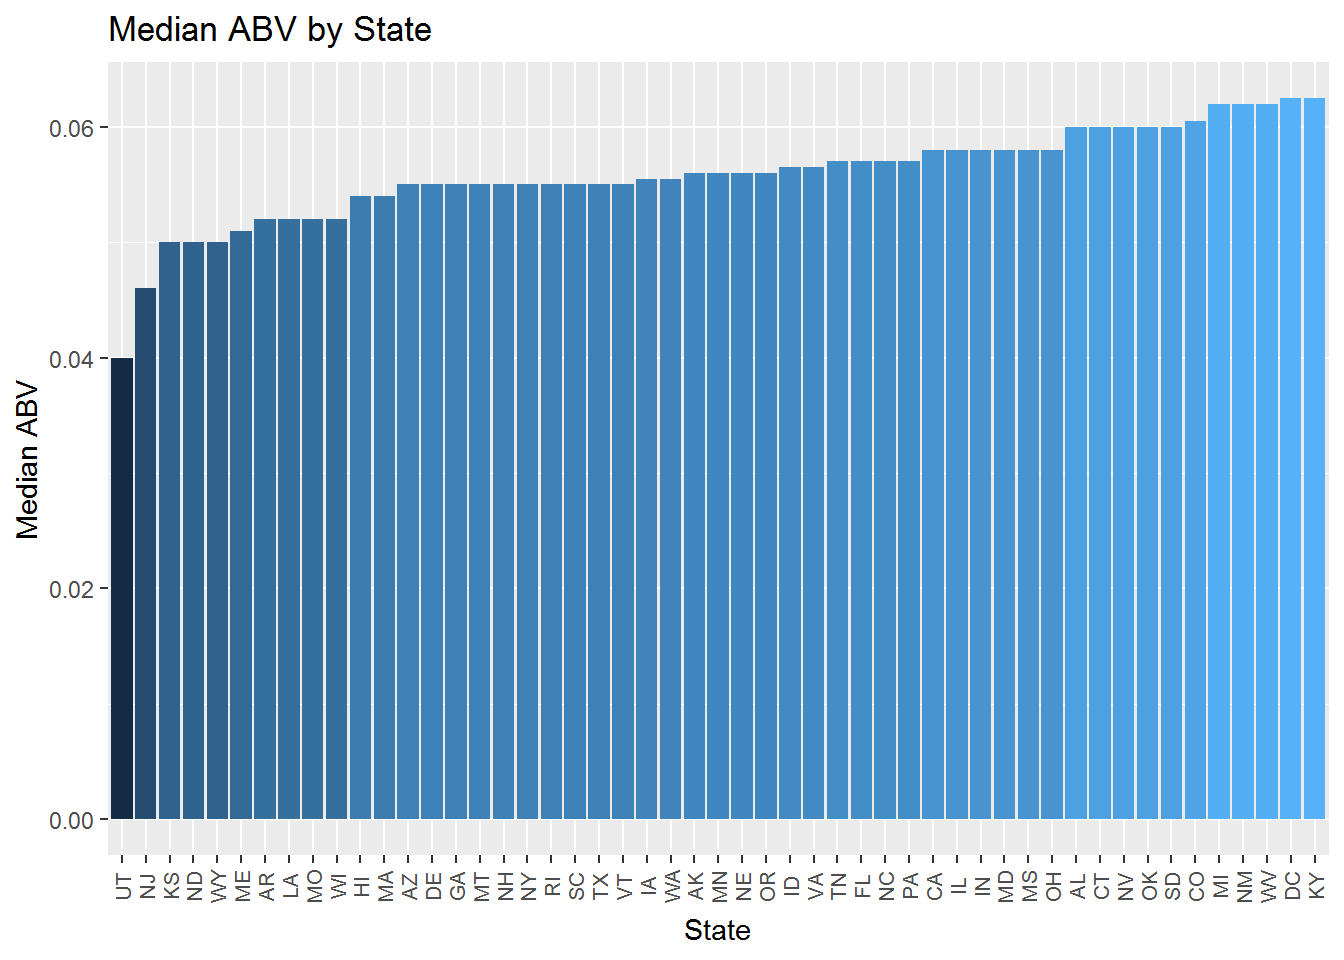 Median ABV by State
Median ABV
0.06
0.04
0.02
0.00
UT NJ KS ND WY ME AR LA MO WI HI MA AZ DE GA MT NH NY RI SC TX VT IA WA AK MN NE OR ID VA TN FL NC PA CA IL IN MD MS OH AL CT NV OK SD CO MI NM WV DC KY
State